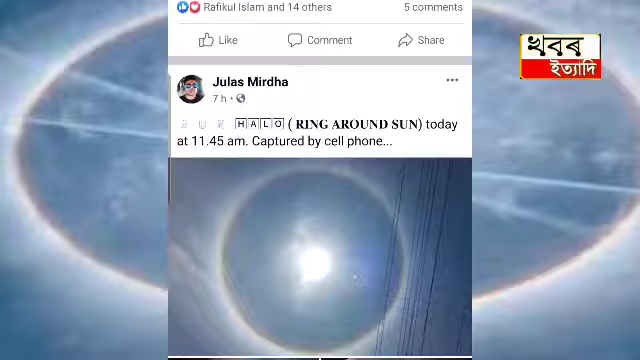 Rafikul Islam and 14 others 5 comments
Like Comment Share
খবৰ
ইত্যাদি
Julas Mirdha
7 h
🅂 🅄 🄽 🄷🄰🄻🄾 ( 𝐑𝐈𝐍𝐆 𝐀𝐑𝐎𝐔𝐍𝐃 𝐒𝐔𝐍) today
at 11.45 am. Captured by cell phone...